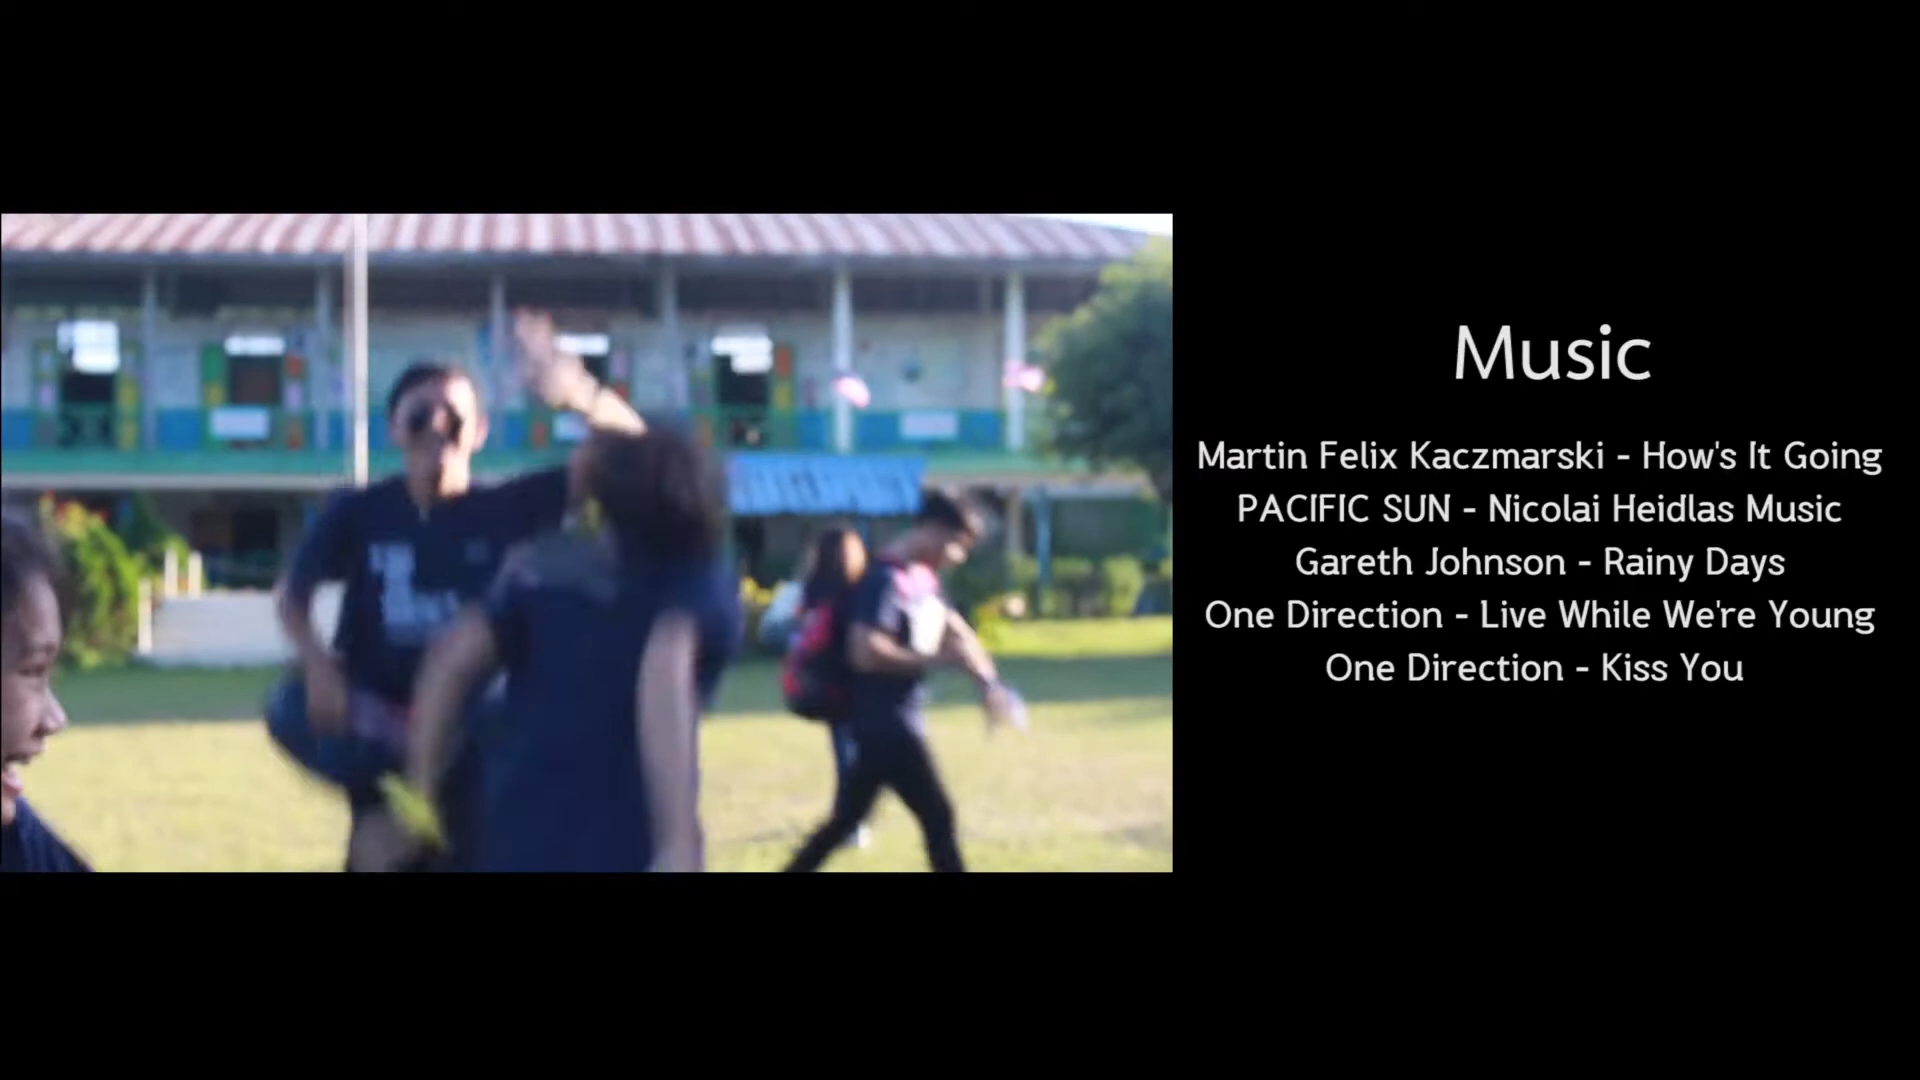 Music
Martin Felix Kaczmarski - How's It Going
PACIFIC SUN - Nicolai Heidlas Music
Gareth Johnson - Rainy Days
One Direction - Live While We're Young
One Direction - Kiss You